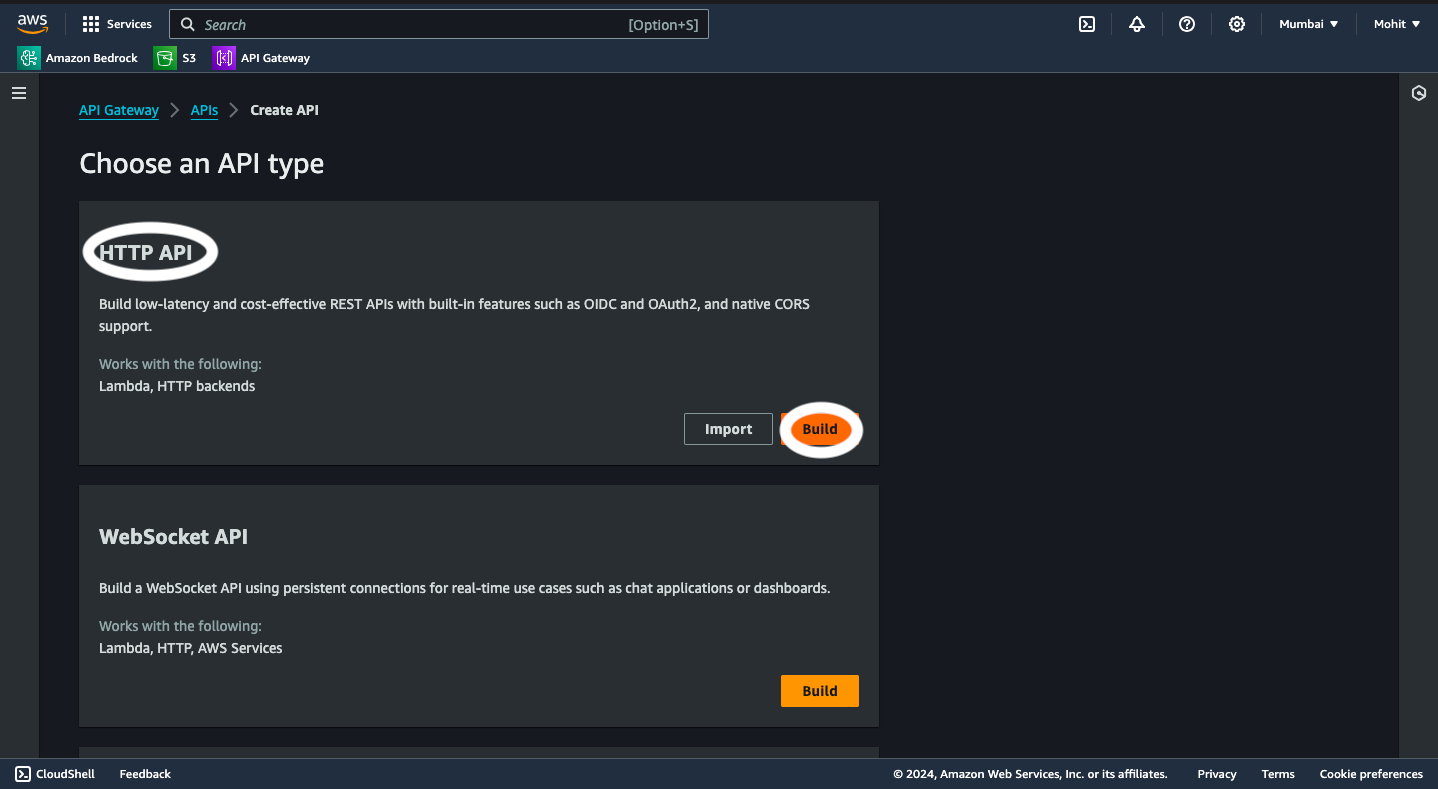 aws Services Search [Option+S] Mumbai ▼ Mohit ▼
Amazon Bedrock S3 API Gateway
API Gateway > APIs > Create API
Choose an API type
HTTP API
Build low-latency and cost-effective REST APIs with built-in features such as OIDC and OAuth2, and native CORS
support.
Works with the following:
Lambda, HTTP backends
Import Build
WebSocket API
Build a WebSocket API using persistent connections for real-time use cases such as chat applications or dashboards.
Works with the following:
Lambda, HTTP, AWS Services
Build
CloudShell Feedback © 2024, Amazon Web Services, Inc. or its affiliates. Privacy Terms Cookie preferences